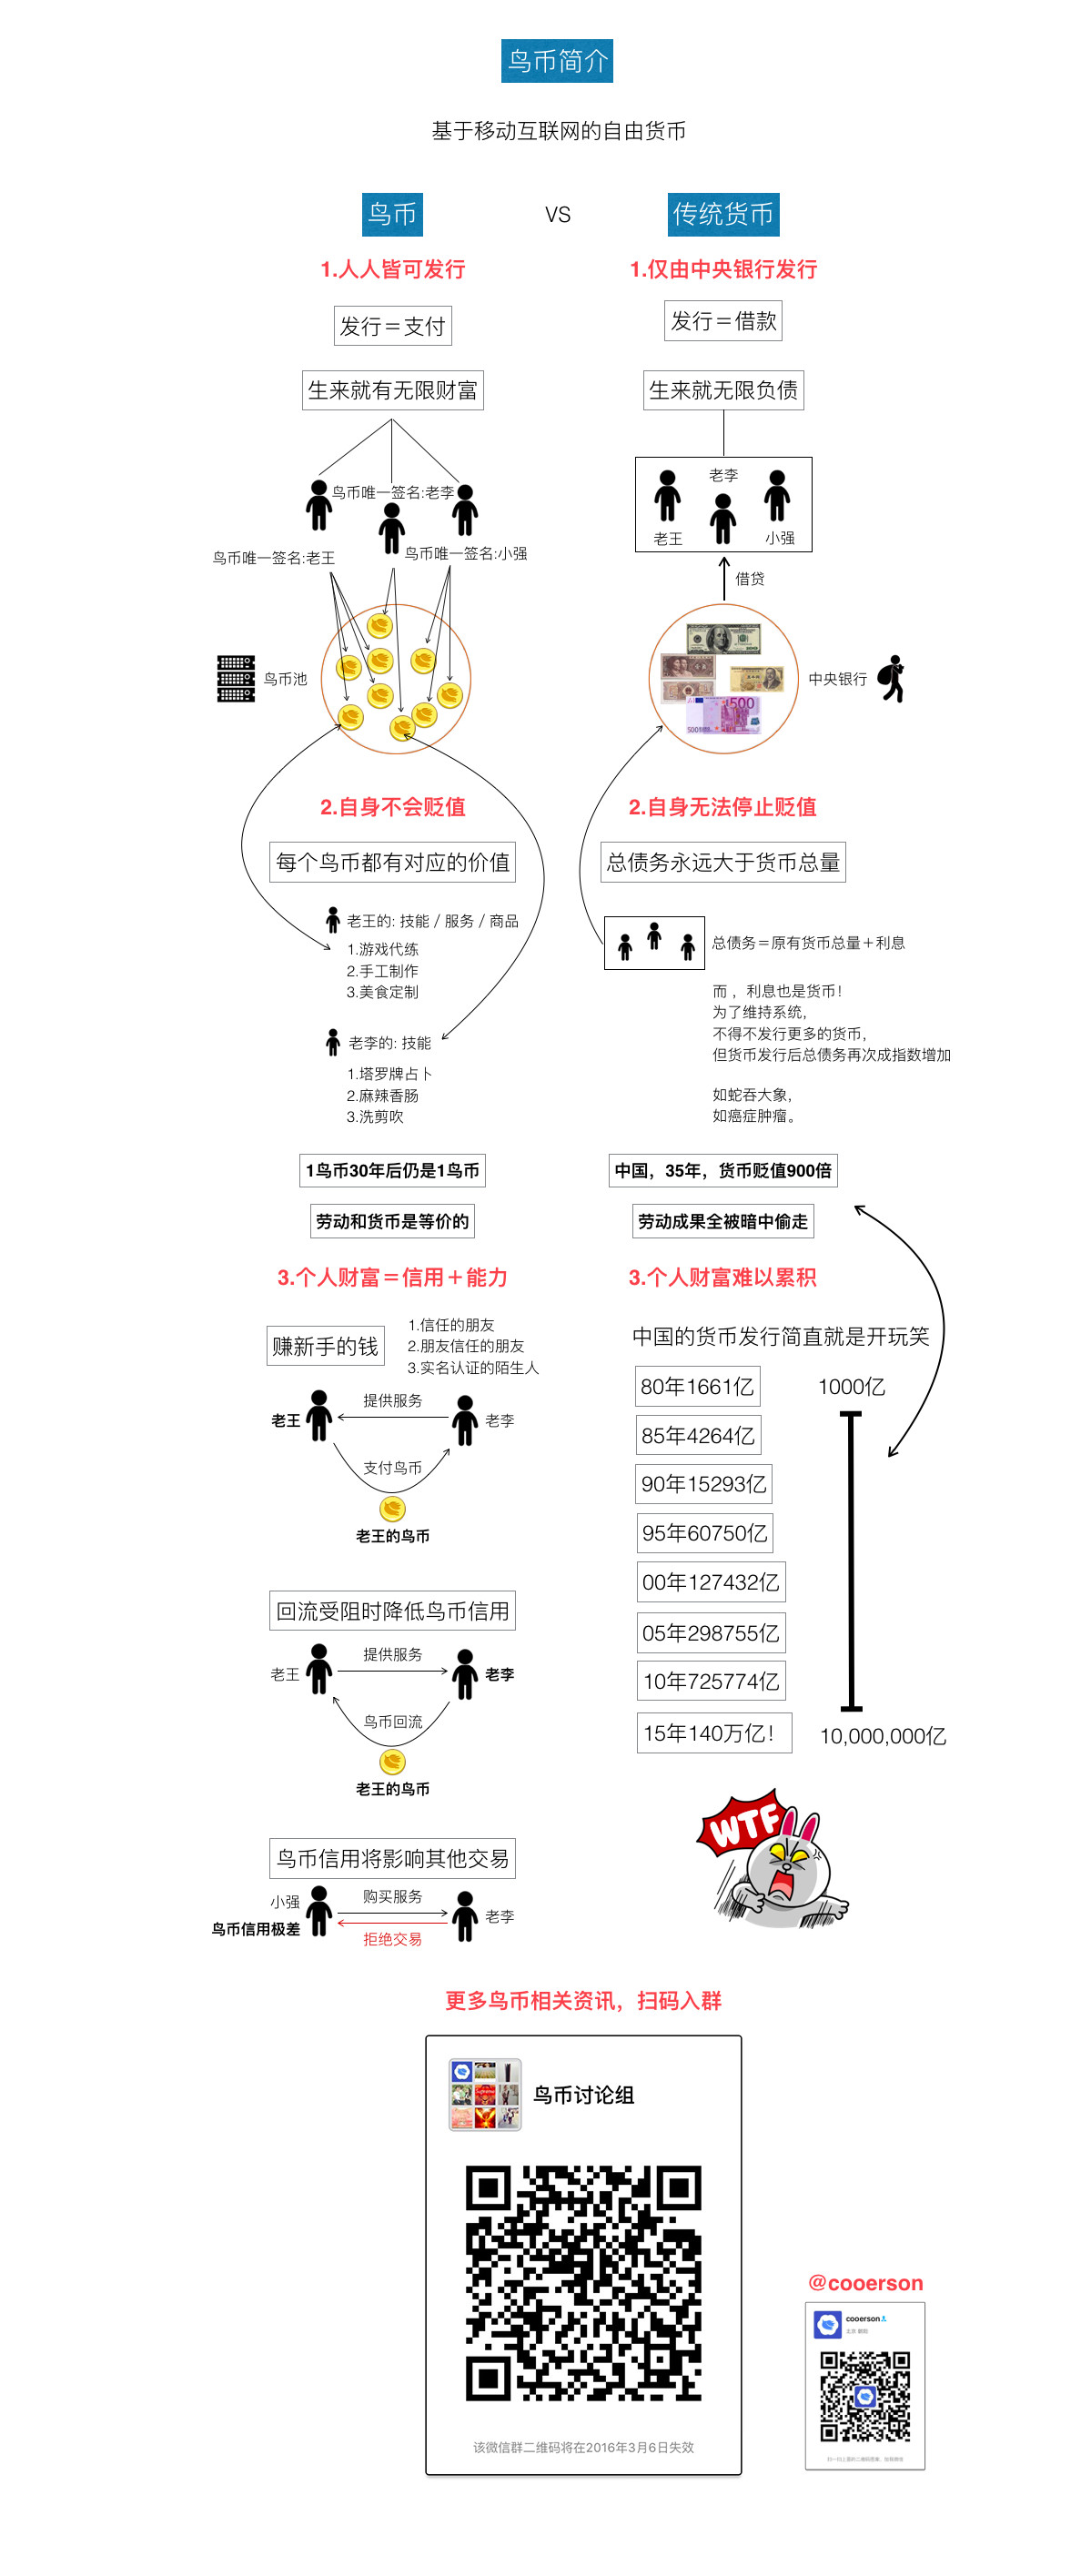 鸟币简介
基于移动互联网的自由货币
鸟币
VS
传统货币
1.人人皆可发行
发行＝支付
生来就有无限财富
鸟币唯一签名:老李
鸟币唯一签名:老王
鸟币唯一签名:小强
鸟币池
2.自身不会贬值
每个鸟币都有对应的价值
老王的: 技能 / 服务 / 商品
1.游戏代练
2.手工制作
3.美食定制
老李的: 技能
1.塔罗牌占卜
2.麻辣香肠
3.洗剪吹
1鸟币30年后仍是1鸟币
劳动和货币是等价的
3.个人财富＝信用＋能力
赚新手的钱
1.信任的朋友
2.朋友信任的朋友
3.实名认证的陌生人
提供服务
老王
老李
支付鸟币
老王的鸟币
回流受阻时降低鸟币信用
提供服务
老王
老李
鸟币回流
老王的鸟币
鸟币信用将影响其他交易
小强
购买服务
老李
鸟币信用极差
拒绝交易
1.仅由中央银行发行
发行＝借款
生来就无限负债
老李
老王
小强
借贷
中央银行
500
2.自身无法停止贬值
总债务永远大于货币总量
总债务＝原有货币总量＋利息
而 ，利息也是货币！
为了维持系统，
不得不发行更多的货币，
但货币发行后总债务再次成指数增加
如蛇吞大象，
如癌症肿瘤。
中国，35年，货币贬值900倍
劳动成果全被暗中偷走
3.个人财富难以累积
中国的货币发行简直就是开玩笑
80年1661亿
1000亿
85年4264亿
90年15293亿
95年60750亿
00年127432亿
05年298755亿
10年725774亿
15年140万亿！
10,000,000亿
WTF
更多鸟币相关资讯，扫码入群
鸟币讨论组
该微信群二维码将在2016年3月6日失效
@cooerson
cooerson